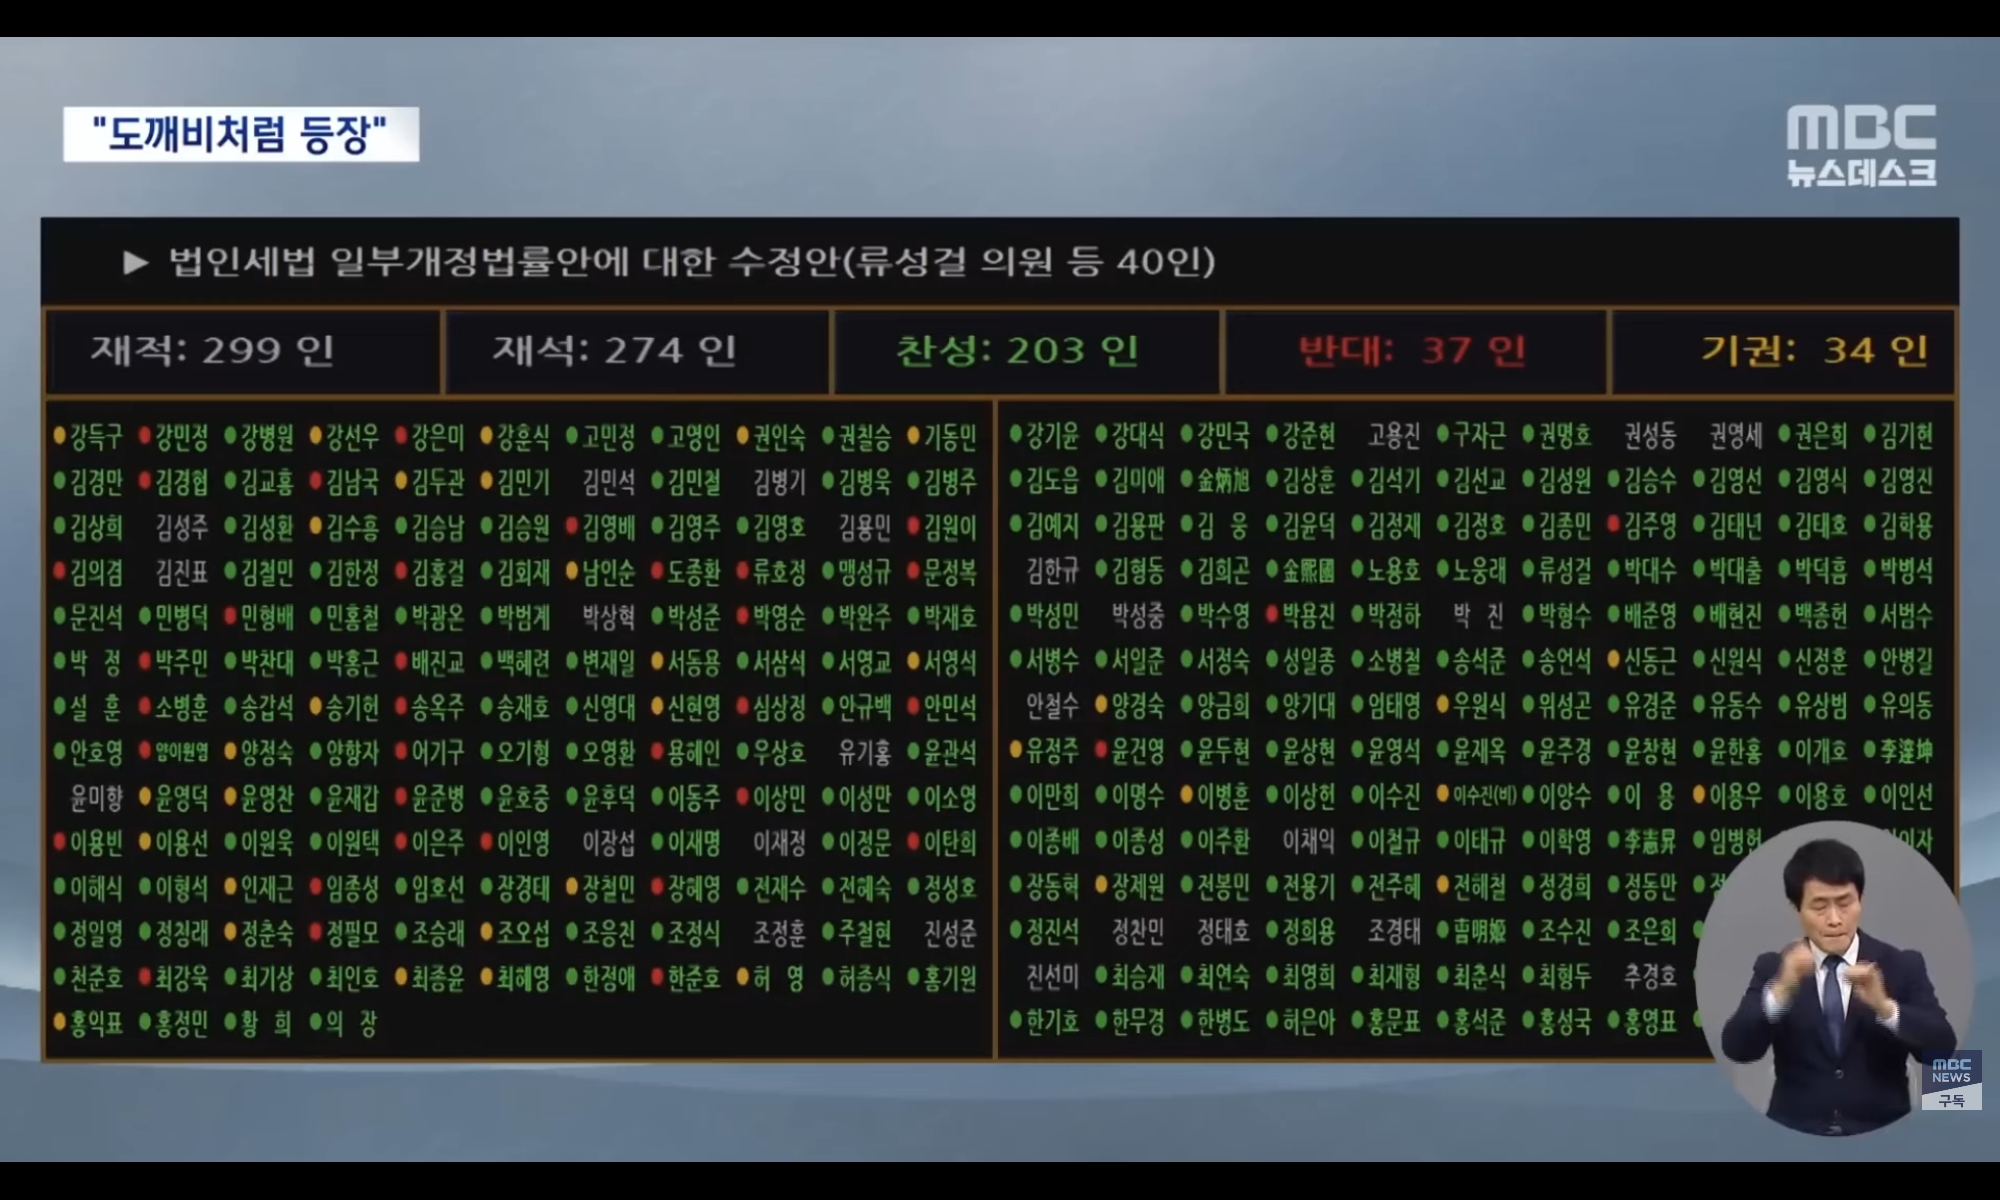 "도깨비처럼 등장"
MBC
뉴스데스크
▶ 법인세법 일부개정법률안에 대한 수정안(류성걸 의원 등 40인)
재적: 299 인 재석: 274 인 찬성: 203 인 반대: 37 인 기권: 34 인
강득구 강민정 강병원 강선우 강은미 강훈식 고민정 고영인 권인숙 권칠승 기동민
김경만 김경협 김교흥 김남국 김두관 김민기 김민석 김민철 김병기 김병욱 김병주
김상희 김성주 김성환 김수흥 김승남 김승원 김영배 김영주 김영호 김용민 김원이
김의겸 김진표 김철민 김한정 김홍걸 김회재 남인순 도종환 류호정 맹성규 문정복
문진석 민병덕 민형배 민홍철 박광온 박범계 박상혁 박성준 박영순 박완주 박재호
박 정 박주민 박찬대 박홍근 배진교 백혜련 변재일 서동용 서삼석 서영교 서영석
설 훈 소병훈 송갑석 송기헌 송옥주 송재호 신영대 신현영 심상정 안규백 안민석
안호영 양이원영 양정숙 양향자 어기구 오기형 오영환 용혜인 우상호 유기홍 윤관석
윤미향 윤영덕 윤영찬 윤재갑 윤준병 윤호중 윤후덕 이동주 이상민 이성만 이소영
이용빈 이용선 이원욱 이원택 이은주 이인영 이장섭 이재명 이재정 이정문 이탄희
이해식 이형석 인재근 임종성 임호선 장경태 장철민 장혜영 전재수 전혜숙 정성호
정일영 정청래 정춘숙 정필모 조승래 조오섭 조응천 조정식 조정훈 주철현 진성준
천준호 최강욱 최기상 최인호 최종윤 최혜영 한정애 한준호 허 영 허종식 홍기원
홍익표 홍정민 황 희 의 장
강기윤 강대식 강민국 강준현 고용진 구자근 권명호 권성동 권영세 권은희 김기현
김도읍 김미애 金炳旭 김상훈 김석기 김선교 김성원 김승수 김영선 김영식 김영진
김예지 김용판 김 웅 김윤덕 김정재 김정호 김종민 김주영 김태년 김태호 김학용
김한규 김형동 김희곤 金熙國 노용호 노웅래 류성걸 박대수 박대출 박덕흠 박병석
박성민 박성중 박수영 박용진 박정하 박 진 박형수 배준영 배현진 백종헌 서범수
서병수 서일준 서정숙 성일종 소병철 송석준 송언석 신동근 신원식 신정훈 안병길
안철수 양경숙 양금희 양기대 엄태영 우원식 위성곤 유경준 유동수 유상범 유의동
유정주 윤건영 윤두현 윤상현 윤영석 윤재옥 윤주경 윤창현 윤한홍 이개호 李達坤
이만희 이명수 이병훈 이상헌 이수진 이수진(비) 이양수 이 용 이용우 이용호 이인선
이종배 이종성 이주환 이채익 이철규 이태규 이학영 李憲昇 임병헌
장동혁 장제원 전봉민 전용기 전주혜 전해철 정경희 정동만
정진석 정찬민 정태호 정희용 조경태 曺明姬 조수진 조은희
진선미 최승재 최연숙 최영희 최재형 최춘식 최형두 추경호
한기호 한무경 한병도 허은아 홍문표 홍석준 홍성국 홍영표
MBC
NEWS
구독